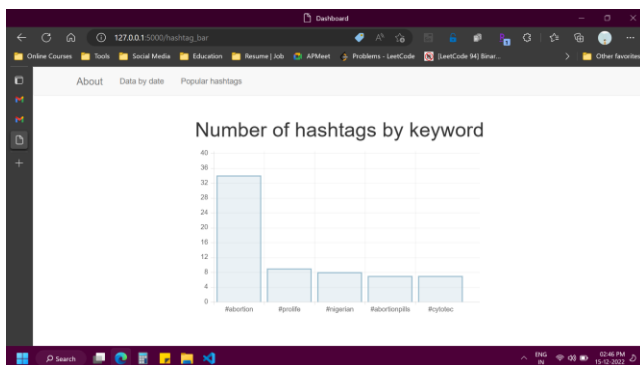 Dashboard
127.0.0.1:5000/hashtag_bar
Online Courses Tools Social Media Education Resume | Job APMeet Problems - LeetCode [LeetCode 94] Binar... Other favorites
About Data by date Popular hashtags
Number of hashtags by keyword
40
36
32
28
24
20
16
12
8
4
0
#abortion #prolife #nigerian #abortionpills #cytotec
Search
ENG
IN
02:46 PM
15-12-2022